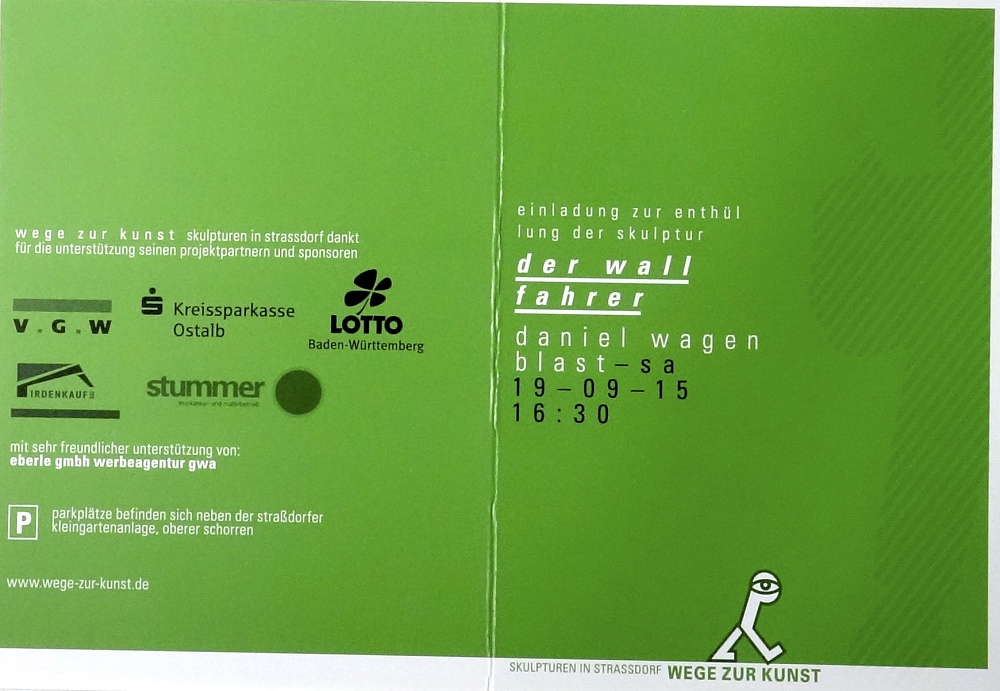 wege zur kunst skulpturen in strassdorf dankt
für die unterstützung seinen projektpartnern und sponsoren
V.G.W
Kreissparkasse
Ostalb
LOTTO
Baden-Württemberg
IRDENKAUF
stummer
mit sehr freundlicher unterstützung von:
eberle gmbh werbeagentur gwa
P
parkplätze befinden sich neben der straßdorfer
kleingartenanlage, oberer schorren
www.wege-zur-kunst.de
einladung zur enthül
lung der skulptur
der wall
fahrer
daniel wagen
blast–sa
19–09–15
16:30
SKULPTUREN IN STRASSDORF WEGE ZUR KUNST